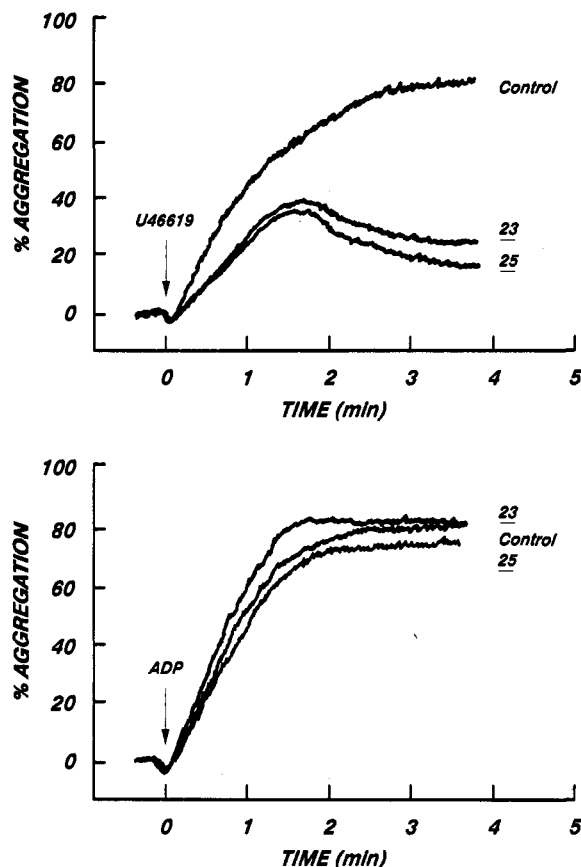 % AGGREGATION
100
80
60
40
20
0
U46619
Control
23
25
0 1 2 3 4 5
TIME (min)
% AGGREGATION
100
80
60
40
20
0
ADP
23
Control
25
0 1 2 3 4 5
TIME (min)